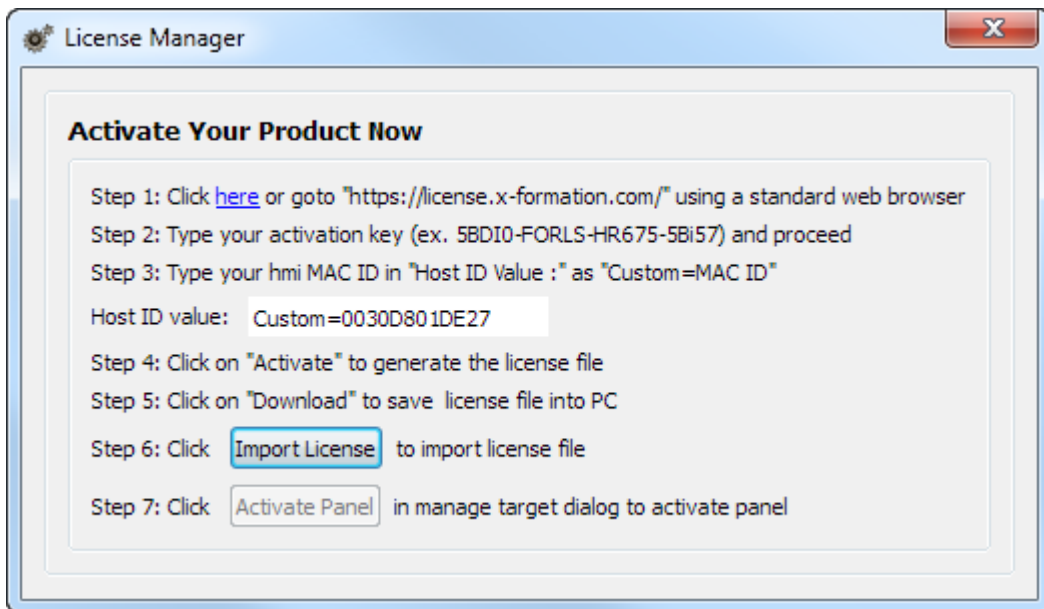 License Manager
Activate Your Product Now
Step 1: Click here or goto "https://license.x-formation.com/" using a standard web browser
Step 2: Type your activation key (ex. 5BDI0-FORLS-HR675-5Bi57) and proceed
Step 3: Type your hmi MAC ID in "Host ID Value :" as "Custom=MAC ID"
Host ID value: Custom=0030D801DE27
Step 4: Click on "Activate" to generate the license file
Step 5: Click on "Download" to save license file into PC
Step 6: Click Import License to import license file
Step 7: Click Activate Panel in manage target dialog to activate panel